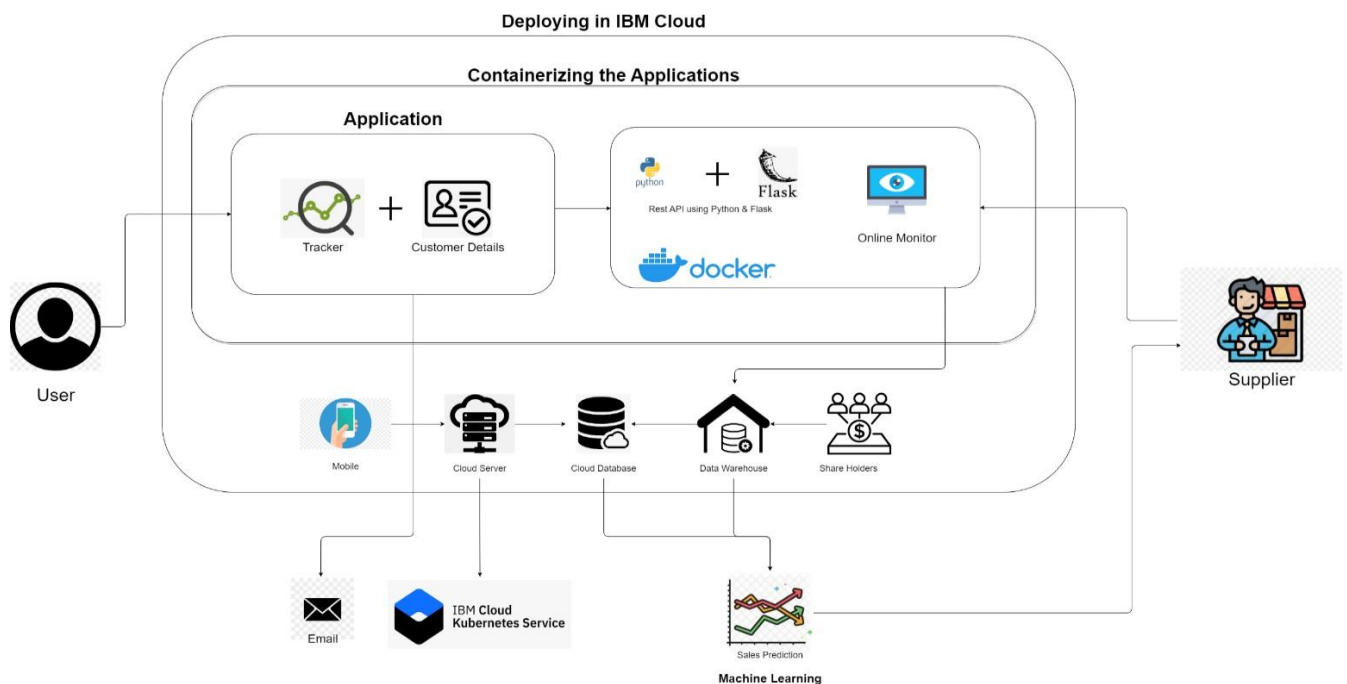 Deploying in IBM Cloud
Containerizing the Applications
Application
python
Flask
Rest API using Python & Flask
Tracker
Customer Details
Online Monitor
docker
User
Supplier
Mobile
Cloud Server
Cloud Database
Data Warehouse
Share Holders
Email
IBM Cloud
Kubernetes Service
Sales Prediction
Machine Learning